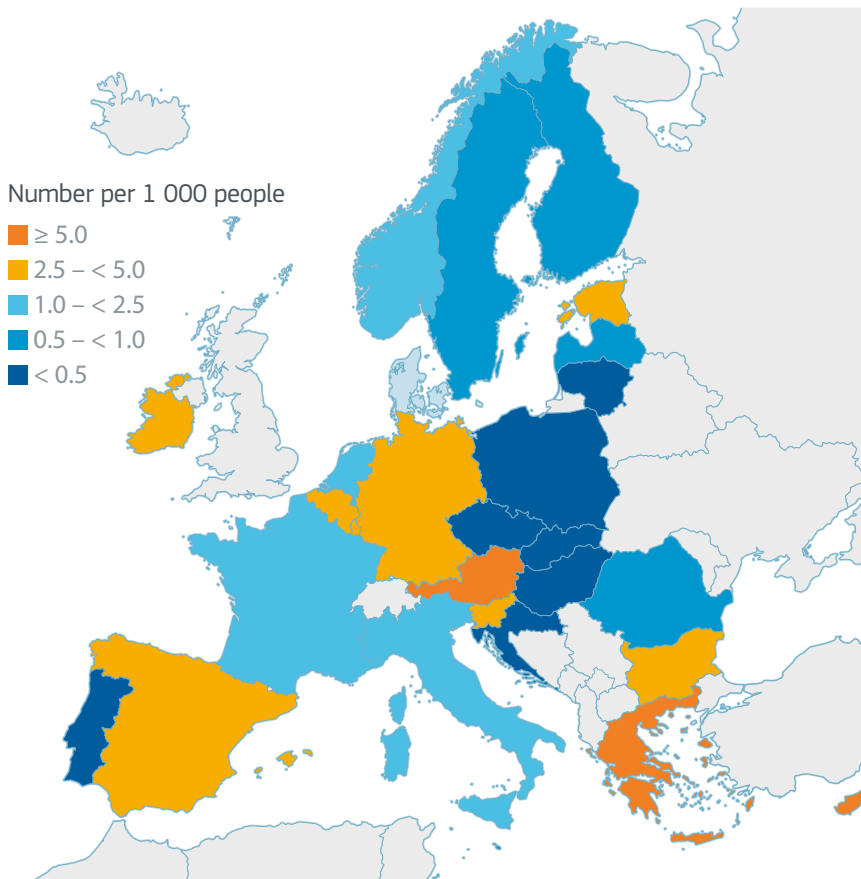 Number per 1 000 people
≥ 5.0
2.5 – < 5.0
1.0 – < 2.5
0.5 – < 1.0
< 0.5